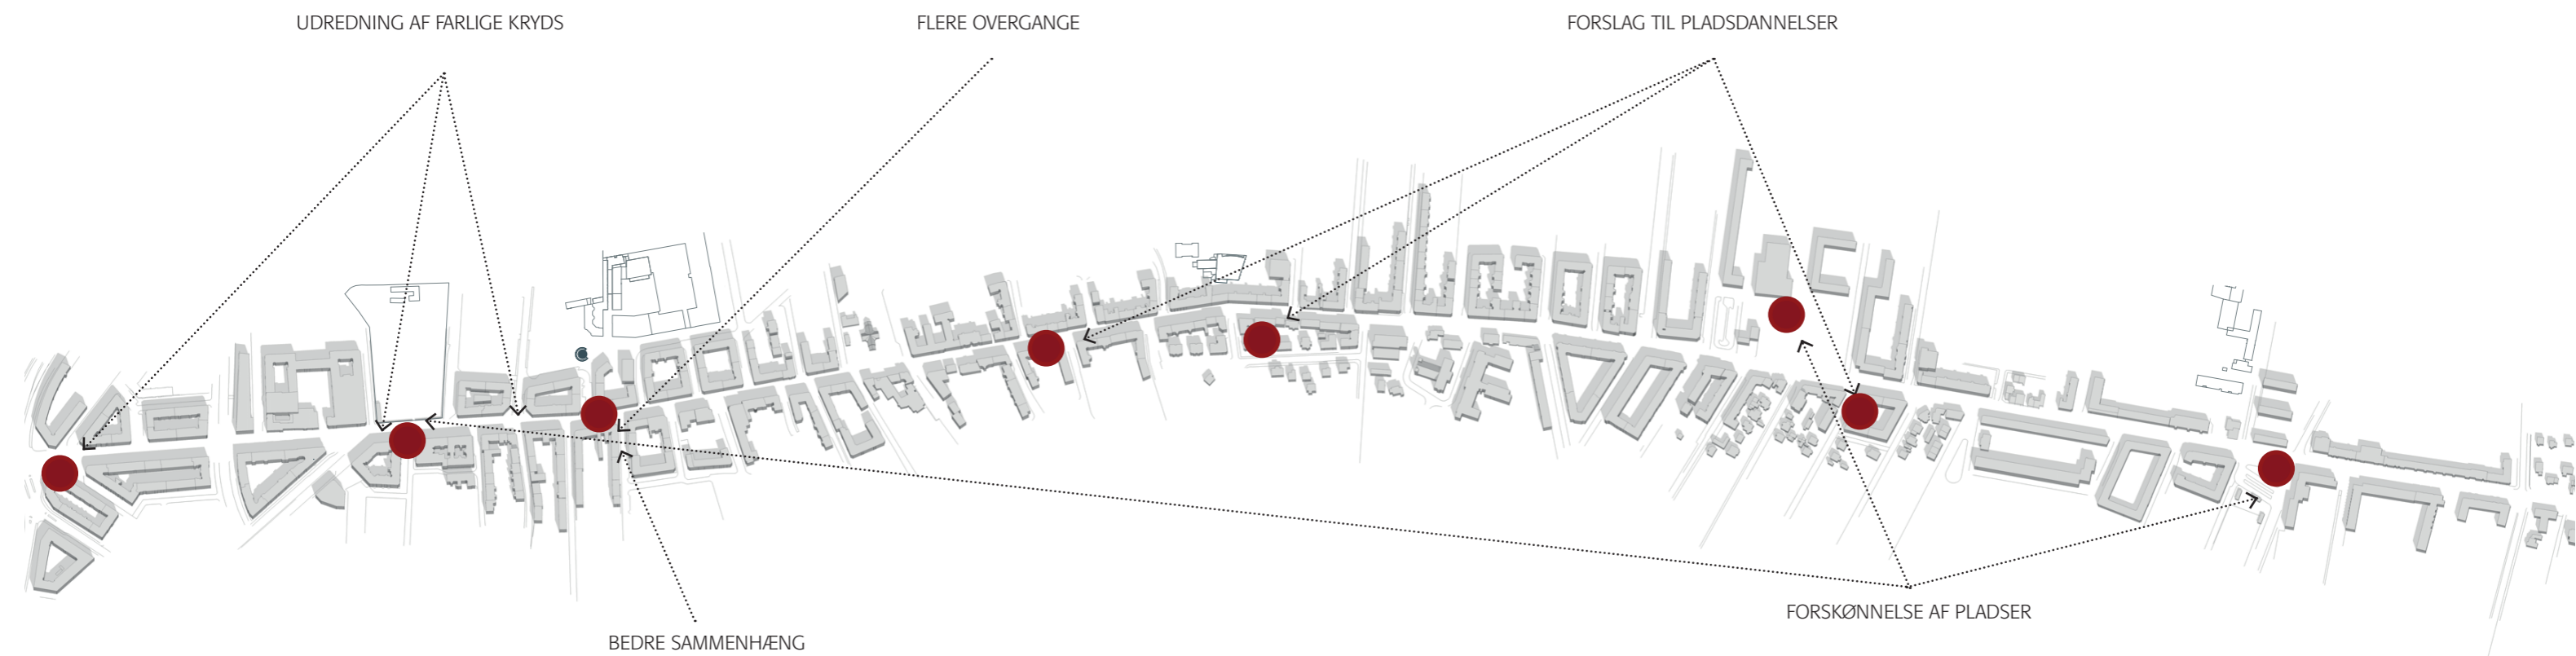 UDREDNING AF FARLIGE KRYDS
FLERE OVERGANGE
FORSLAG TIL PLADSDANNELSER
FORSKØNNELSE AF PLADSER
BEDRE SAMMENHÆNG